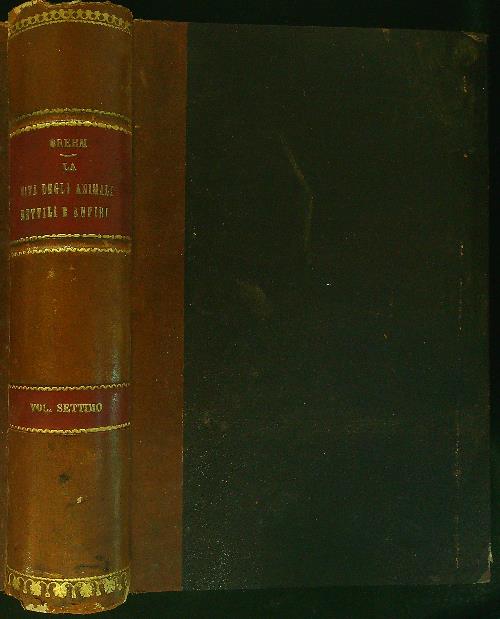 BREHM
LA
VITA DEGLI ANIMALI
RETTILI E ANFIBI
VOL. SETTIMO